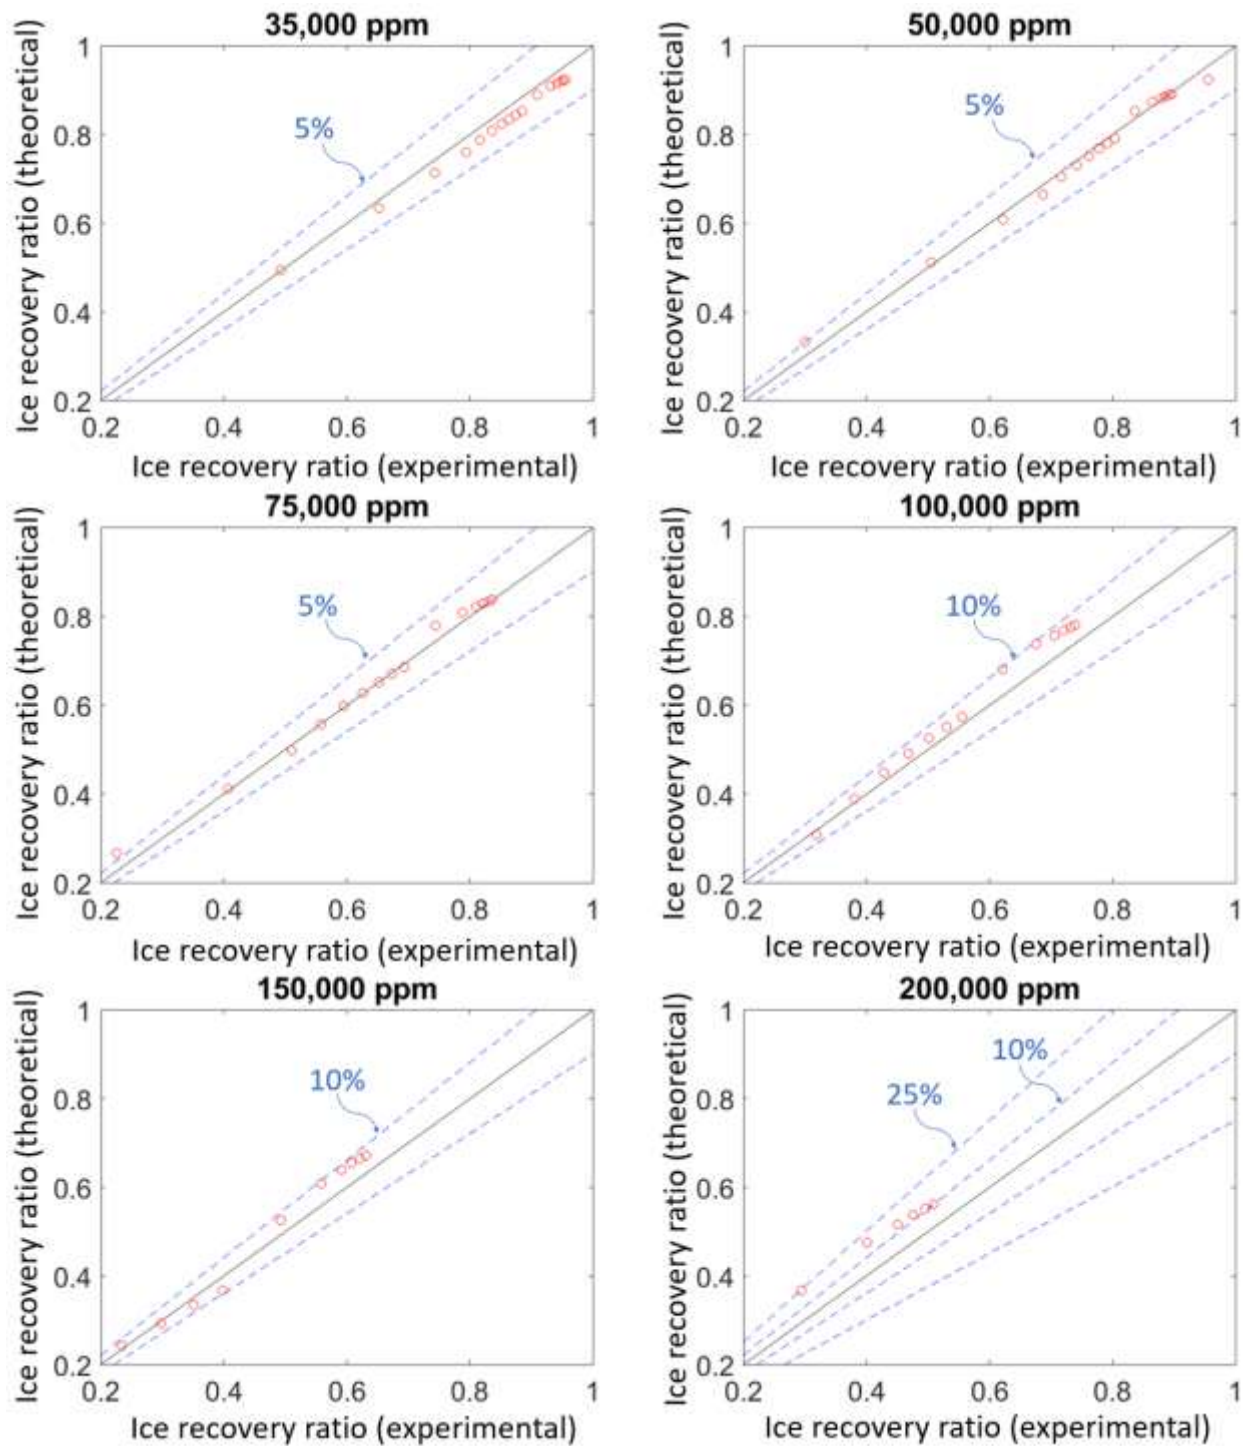 35,000 ppm
Ice recovery ratio (theoretical)
1
0.8
0.6
0.4
0.2
5%
0.2 0.4 0.6 0.8 1
Ice recovery ratio (experimental)
50,000 ppm
Ice recovery ratio (theoretical)
1
0.8
0.6
0.4
0.2
5%
0.2 0.4 0.6 0.8 1
Ice recovery ratio (experimental)
75,000 ppm
Ice recovery ratio (theoretical)
1
0.8
0.6
0.4
0.2
5%
0.2 0.4 0.6 0.8 1
Ice recovery ratio (experimental)
100,000 ppm
Ice recovery ratio (theoretical)
1
0.8
0.6
0.4
0.2
10%
0.2 0.4 0.6 0.8 1
Ice recovery ratio (experimental)
150,000 ppm
Ice recovery ratio (theoretical)
1
0.8
0.6
0.4
0.2
10%
0.2 0.4 0.6 0.8 1
Ice recovery ratio (experimental)
200,000 ppm
Ice recovery ratio (theoretical)
1
0.8
0.6
0.4
0.2
10%
25%
0.2 0.4 0.6 0.8 1
Ice recovery ratio (experimental)